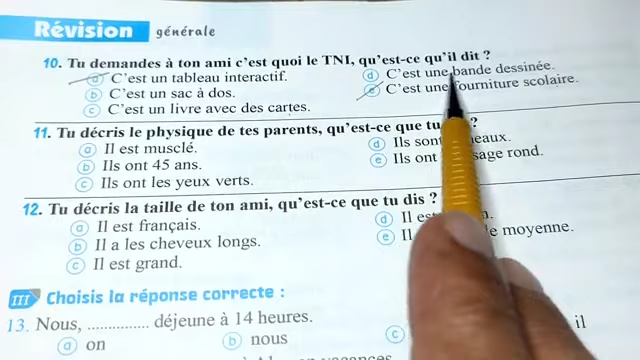 Révision générale
10. Tu demandes à ton ami c'est quoi le TNI, qu'est-ce qu'il dit ?
a C'est un tableau interactif.
d C'est une bande dessinée.
b C'est un sac à dos.
e C'est une fourniture scolaire.
c C'est un livre avec des cartes.
11. Tu décris le physique de tes parents, qu'est-ce que tu
a Il est musclé.
d Ils sont
b Ils ont 45 ans.
e Ils ont rond.
c Ils ont les yeux verts.
12. Tu décris la taille de ton ami, qu'est-ce que tu dis ?
a Il est français.
d Il
b Il a les cheveux longs.
e moyenne.
c Il est grand.
III Choisis la réponse correcte :
13. Nous, .............. déjeune à 14 heures.
a on
b nous
c il